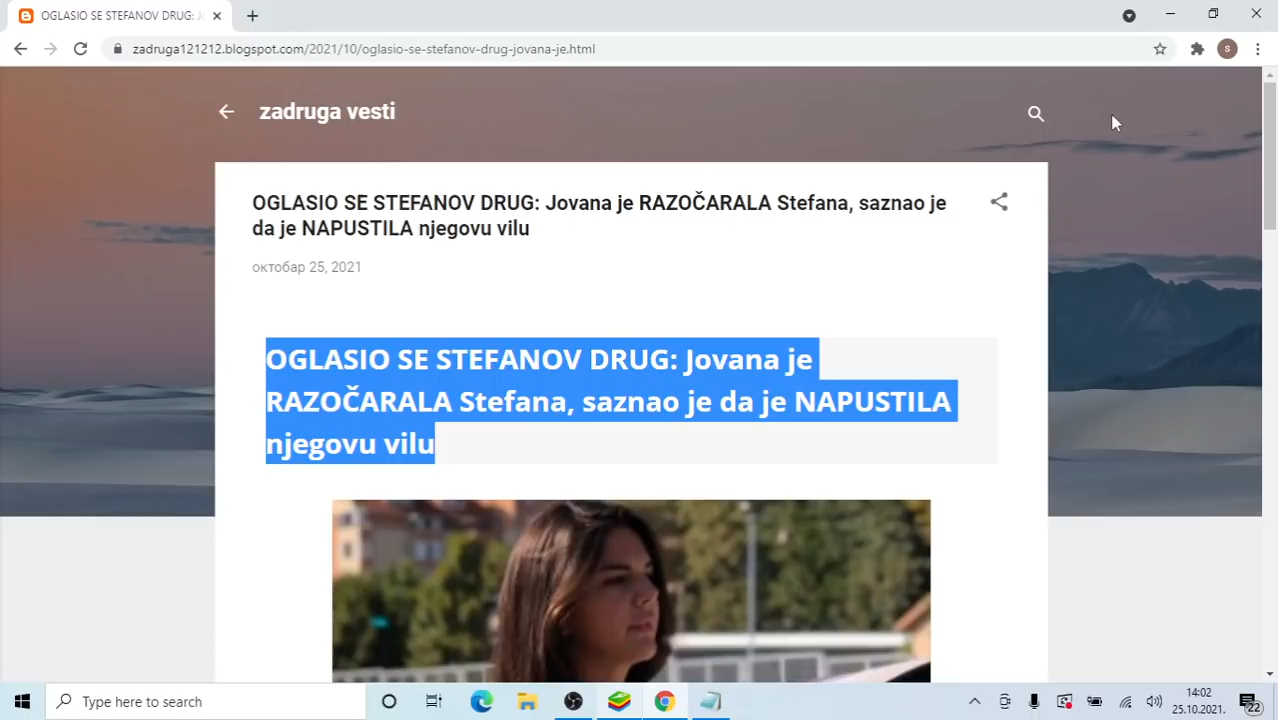 OGLASIO SE STEFANOV DRUG: J
zadruga121212.blogspot.com/2021/10/oglasio-se-stefanov-drug-jovana-je.html
S
zadruga vesti
OGLASIO SE STEFANOV DRUG: Jovana je RAZOČARALA Stefana, saznao je
da je NAPUSTILA njegovu vilu
октобар 25, 2021
OGLASIO SE STEFANOV DRUG: Jovana je
RAZOČARALA Stefana, saznao je da je NAPUSTILA
njegovu vilu
Type here to search
14:02
25.10.2021.
22